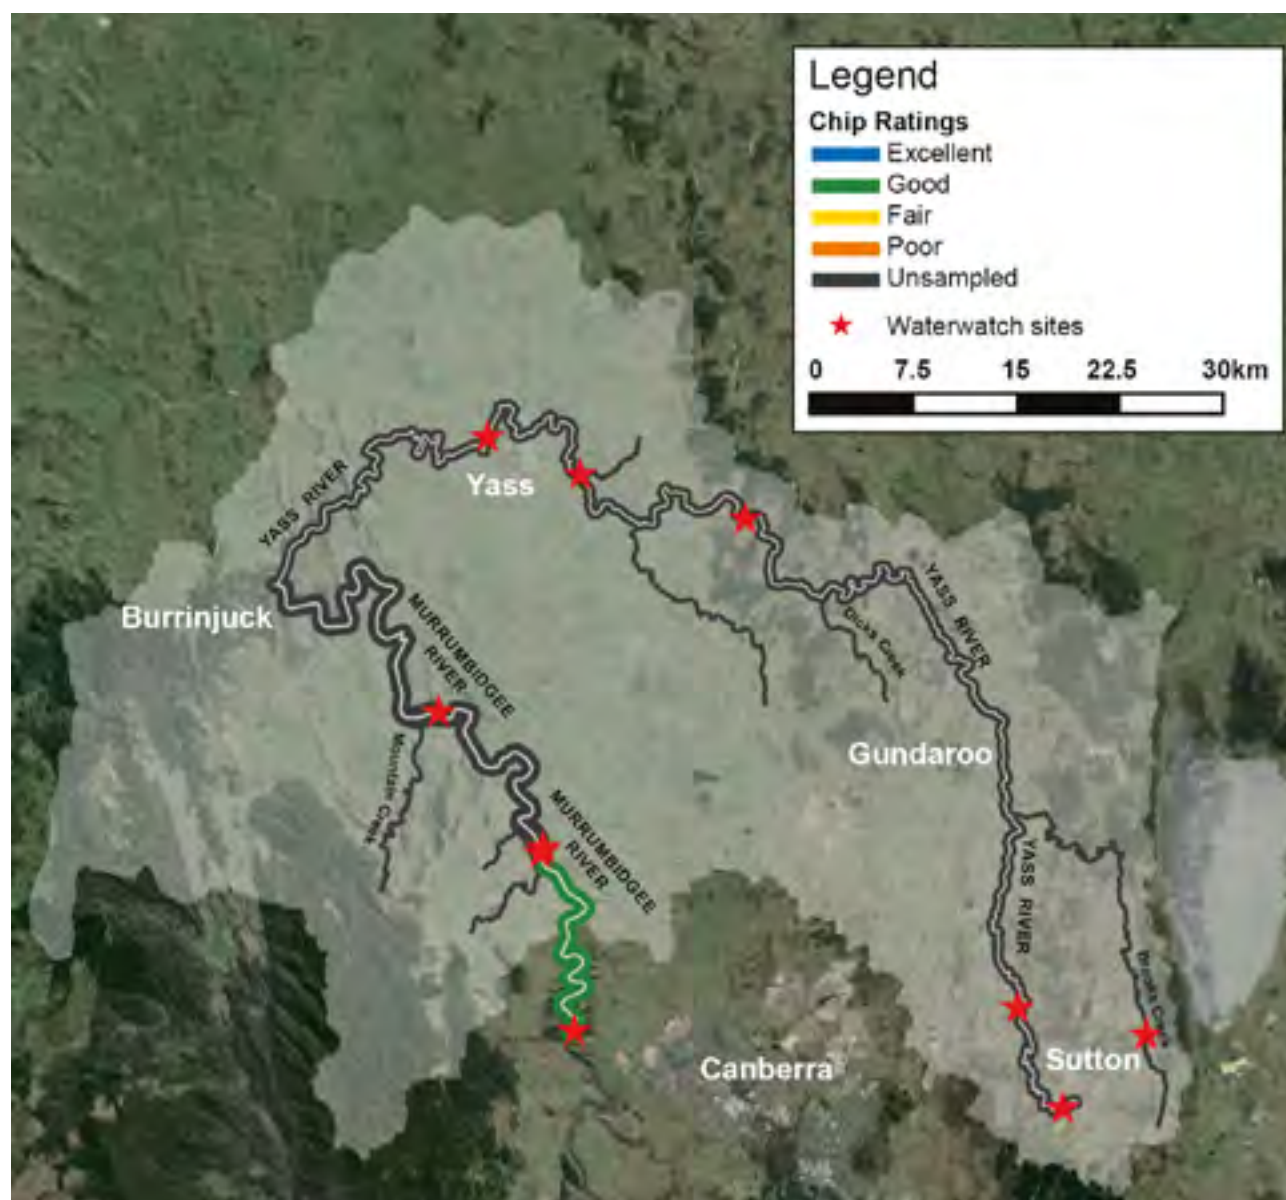 Legend
Chip Ratings
Excellent
Good
Fair
Poor
Unsampled
Waterwatch sites
0 7.5 15 22.5 30km
YASS RIVER
Yass
Burrinjuck
MURRUMBIDGEE
RIVER
Dicks Creek
YASS RIVER
Mountain Creek
Gundaroo
MURRUMBIDGEE
RIVER
YASS RIVER
Canberra
Sutton